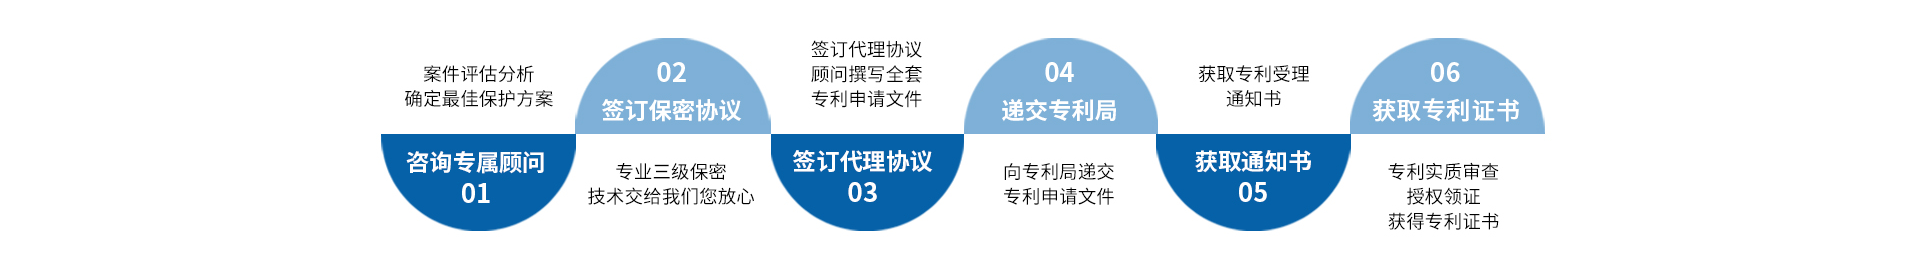 案件评估分析
确定最佳保护方案
咨询专属顾问
01
02
签订保密协议
专业三级保密
技术交给我们您放心
签订代理协议
顾问撰写全套
专利申请文件
签订代理协议
03
04
递交专利局
向专利局递交
专利申请文件
获取专利受理
通知书
获取通知书
05
06
获取专利证书
专利实质审查
授权领证
获得专利证书